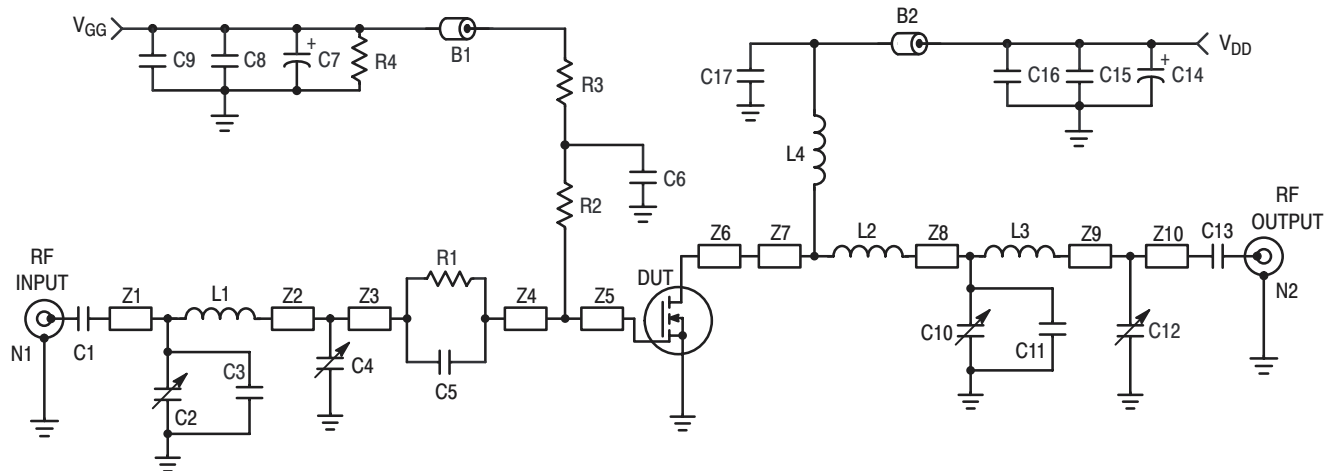 VGG
C9
C8
C7
+
R4
B1
R3
C6
R2
B2
VDD
C17
C16
C15
C14
+
L4
RF
INPUT
N1
C1
Z1
L1
Z2
Z3
R1
C5
Z4
Z5
C2
C3
C4
DUT
Z6
Z7
L2
Z8
L3
Z9
Z10
C13
RF
OUTPUT
N2
C10
C11
C12